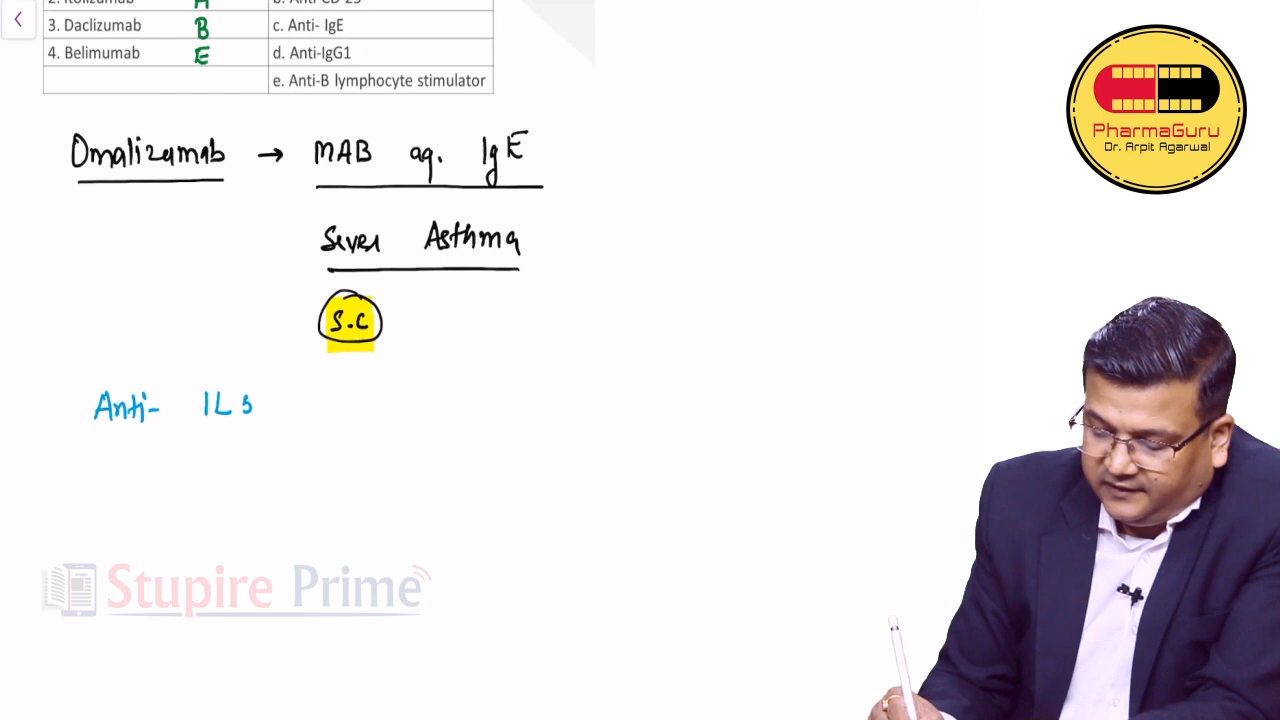 3. Daclizumab B c. Anti- IgE
4. Belimumab E d. Anti-IgG1
e. Anti-B lymphocyte stimulator
Omalizumab → MAB ag. IgE
Asthma
S.C
Anti- IL 5
PharmaGuru
Dr. Arpit Agarwal
Stupire Prime